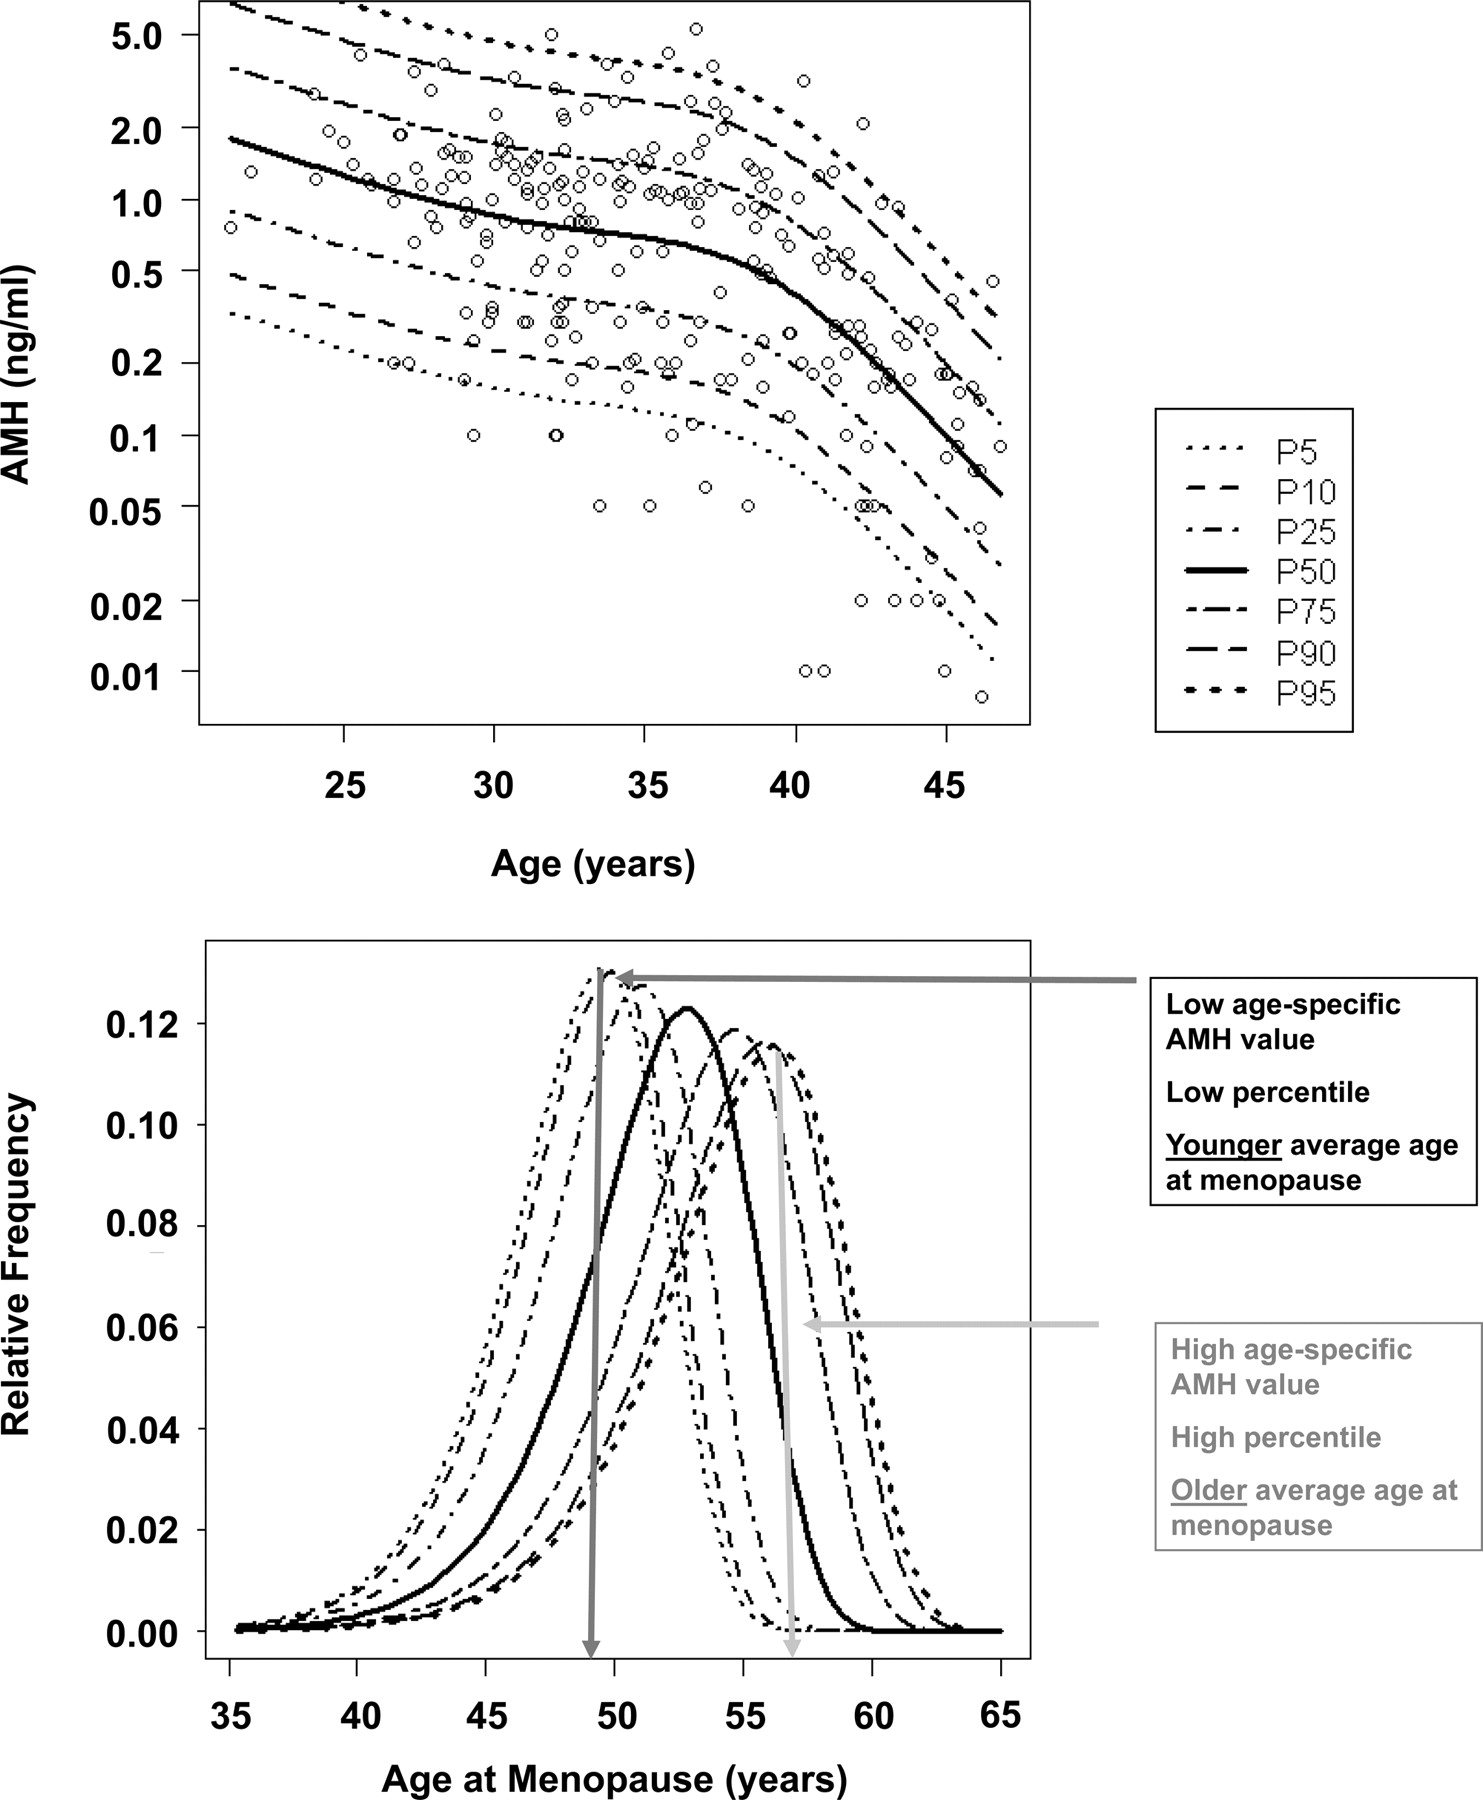 5.0
2.0
1.0
0.5
0.2
0.1
0.05
0.02
0.01
AMH (ng/ml)
25 30 35 40 45
Age (years)
P5
P10
P25
P50
P75
P90
P95
0.12
0.10
0.08
0.06
0.04
0.02
0.00
Relative Frequency
35 40 45 50 55 60 65
Age at Menopause (years)
Low age-specific
AMH value
Low percentile
Younger average age
at menopause
High age-specific
AMH value
High percentile
Older average age at
menopause